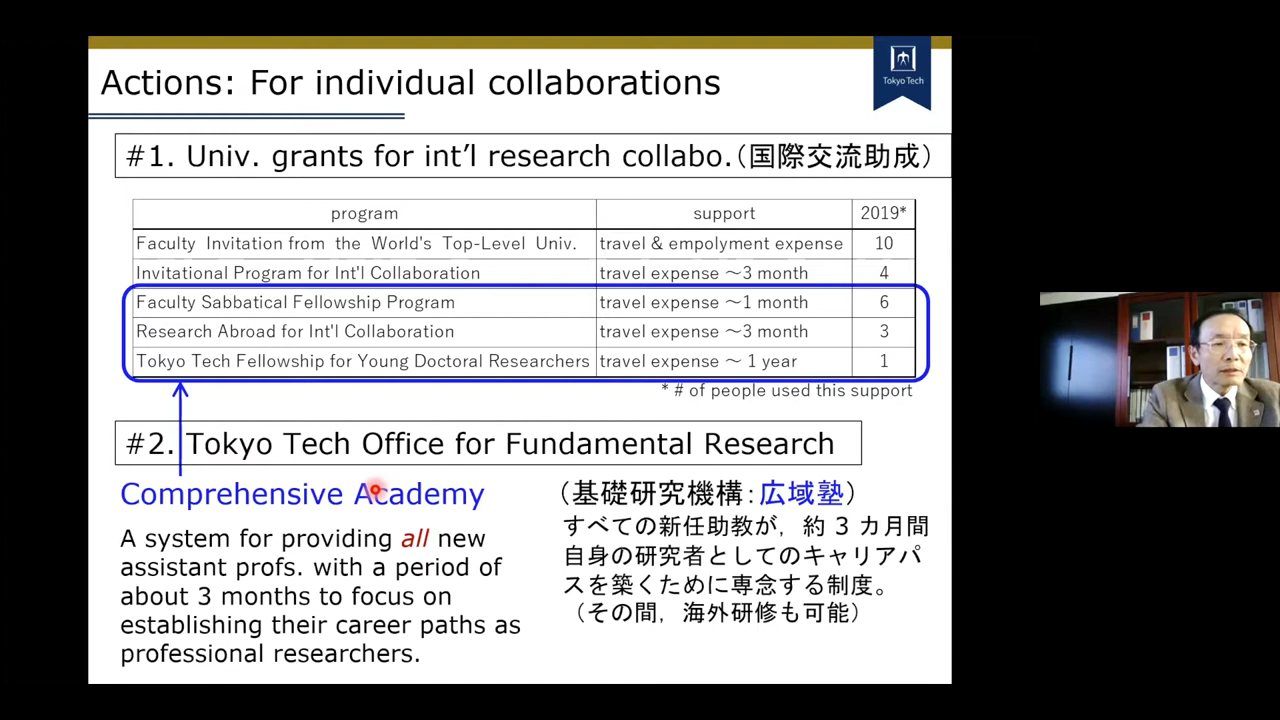 Actions: For individual collaborations
Tokyo Tech
#1. Univ. grants for int’l research collabo.（国際交流助成）
program support 2019*
Faculty Invitation from the World's Top-Level Univ. travel & empolyment expense 10
Invitational Program for Int'l Collaboration travel expense ～3 month 4
Faculty Sabbatical Fellowship Program travel expense ～1 month 6
Research Abroad for Int'l Collaboration travel expense ～3 month 3
Tokyo Tech Fellowship for Young Doctoral Researchers travel expense ～ 1 year 1
* # of people used this support
#2. Tokyo Tech Office for Fundamental Research
Comprehensive Academy
A system for providing all new
assistant profs. with a period of
about 3 months to focus on
establishing their career paths as
professional researchers.
（基礎研究機構：広域塾）
すべての新任助教が，約 3 カ月間
自身の研究者としてのキャリアパ
スを築くために専念する制度。
（その間，海外研修も可能）